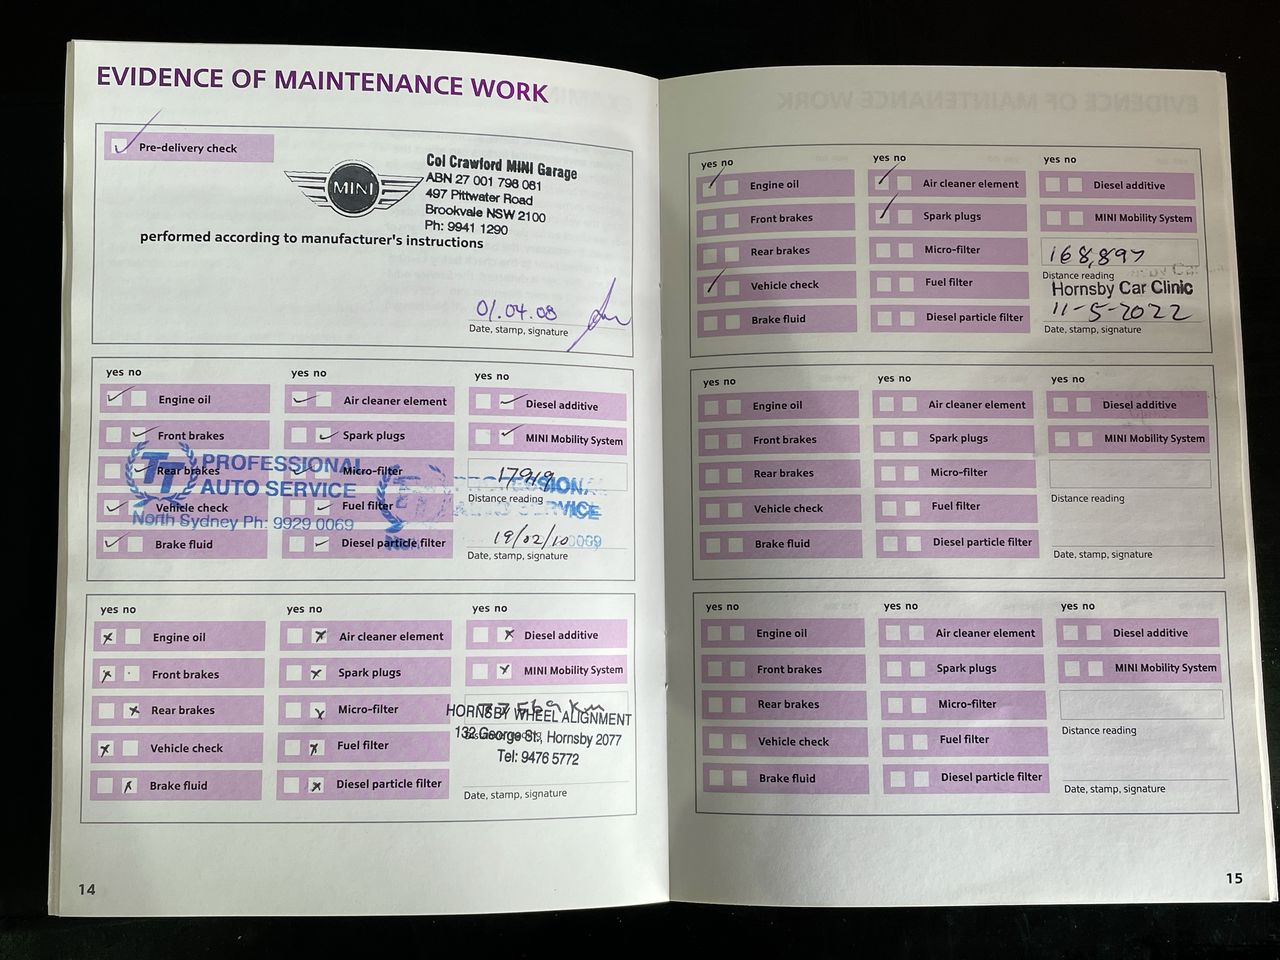 EVIDENCE OF MAINTENANCE WORK
Pre-delivery check
MINI
Col Crawford MINI Garage
ABN 27 001 798 081
497 Pittwater Road
Brookvale NSW 2100
Ph: 9941 1290
performed according to manufacturer's instructions
01.04.08
Date, stamp, signature
yes no
yes no
yes no
Engine oil
Air cleaner element
Diesel additive
Front brakes
Spark plugs
MINI Mobility System
Rear brakes
Micro-filter
17919
Distance reading
Vehicle check
Fuel filter
Brake fluid
Diesel particle filter
19/02/10
Date, stamp, signature
TT PROFESSIONAL
AUTO SERVICE
North Sydney Ph: 9929 0069
yes no
yes no
yes no
Engine oil
Air cleaner element
Diesel additive
Front brakes
Spark plugs
MINI Mobility System
Rear brakes
Micro-filter
HORNSBY WHEEL ALIGNMENT
132 George St, Hornsby 2077
Tel: 9476 5772
Vehicle check
Fuel filter
Brake fluid
Diesel particle filter
Date, stamp, signature
14
yes no
yes no
yes no
Engine oil
Air cleaner element
Diesel additive
Front brakes
Spark plugs
MINI Mobility System
Rear brakes
Micro-filter
168,897
Distance reading
Vehicle check
Fuel filter
Hornsby Car Clinic
11-5-2022
Brake fluid
Diesel particle filter
Date, stamp, signature
yes no
yes no
yes no
Engine oil
Air cleaner element
Diesel additive
Front brakes
Spark plugs
MINI Mobility System
Rear brakes
Micro-filter
Distance reading
Vehicle check
Fuel filter
Brake fluid
Diesel particle filter
Date, stamp, signature
yes no
yes no
yes no
Engine oil
Air cleaner element
Diesel additive
Front brakes
Spark plugs
MINI Mobility System
Rear brakes
Micro-filter
Distance reading
Vehicle check
Fuel filter
Brake fluid
Diesel particle filter
Date, stamp, signature
15